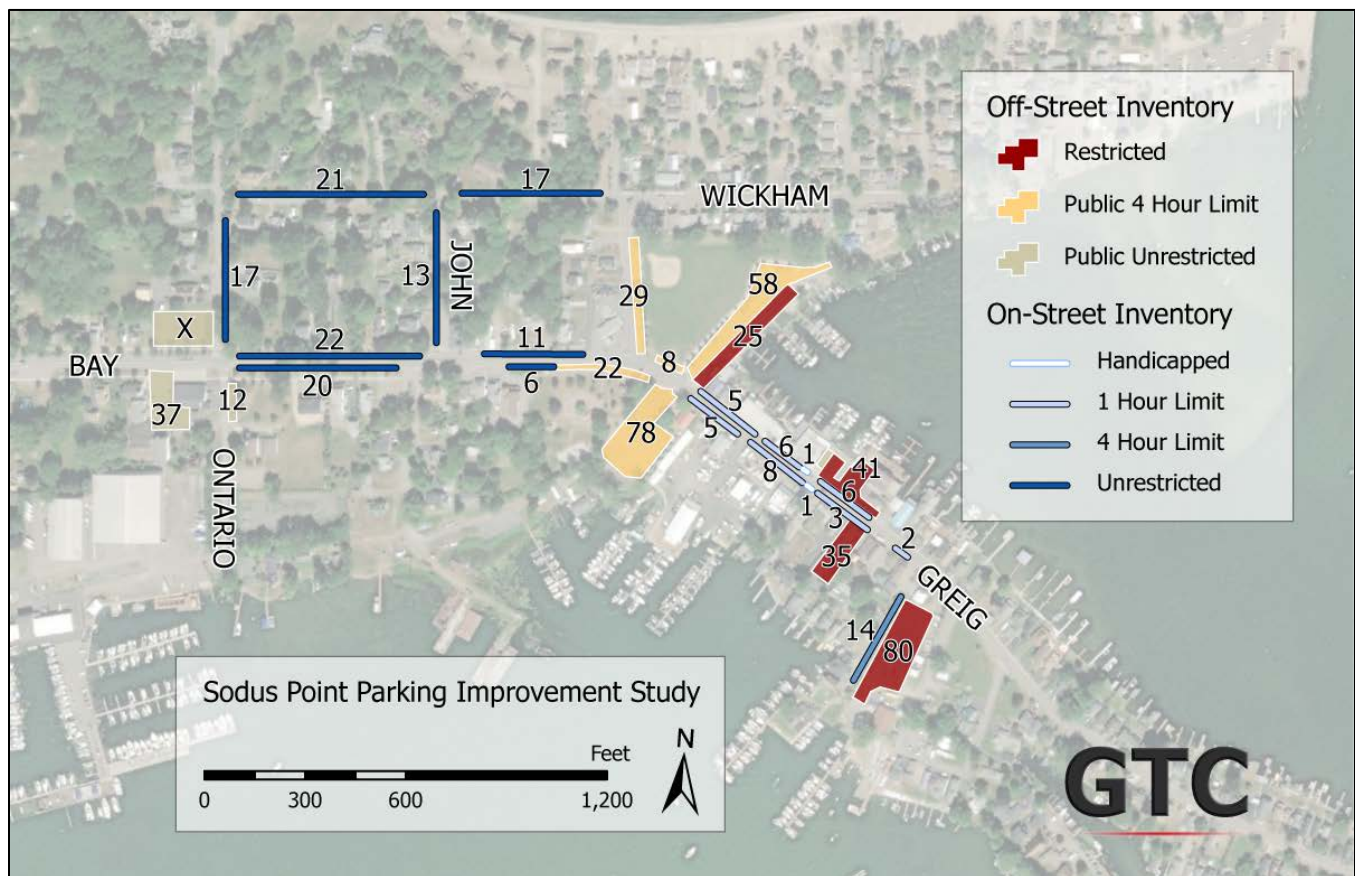 Off-Street Inventory
Restricted
Public 4 Hour Limit
Public Unrestricted
On-Street Inventory
Handicapped
1 Hour Limit
4 Hour Limit
Unrestricted
21
17
WICKHAM
17
13
JOHN
29
58
25
X
22
11
8
BAY
20
6
22
37
12
78
5
5
6
1
41
8
6
1
3
ONTARIO
35
2
GREIG
14
80
Sodus Point Parking Improvement Study
Feet
N
0 300 600 1,200
GTC